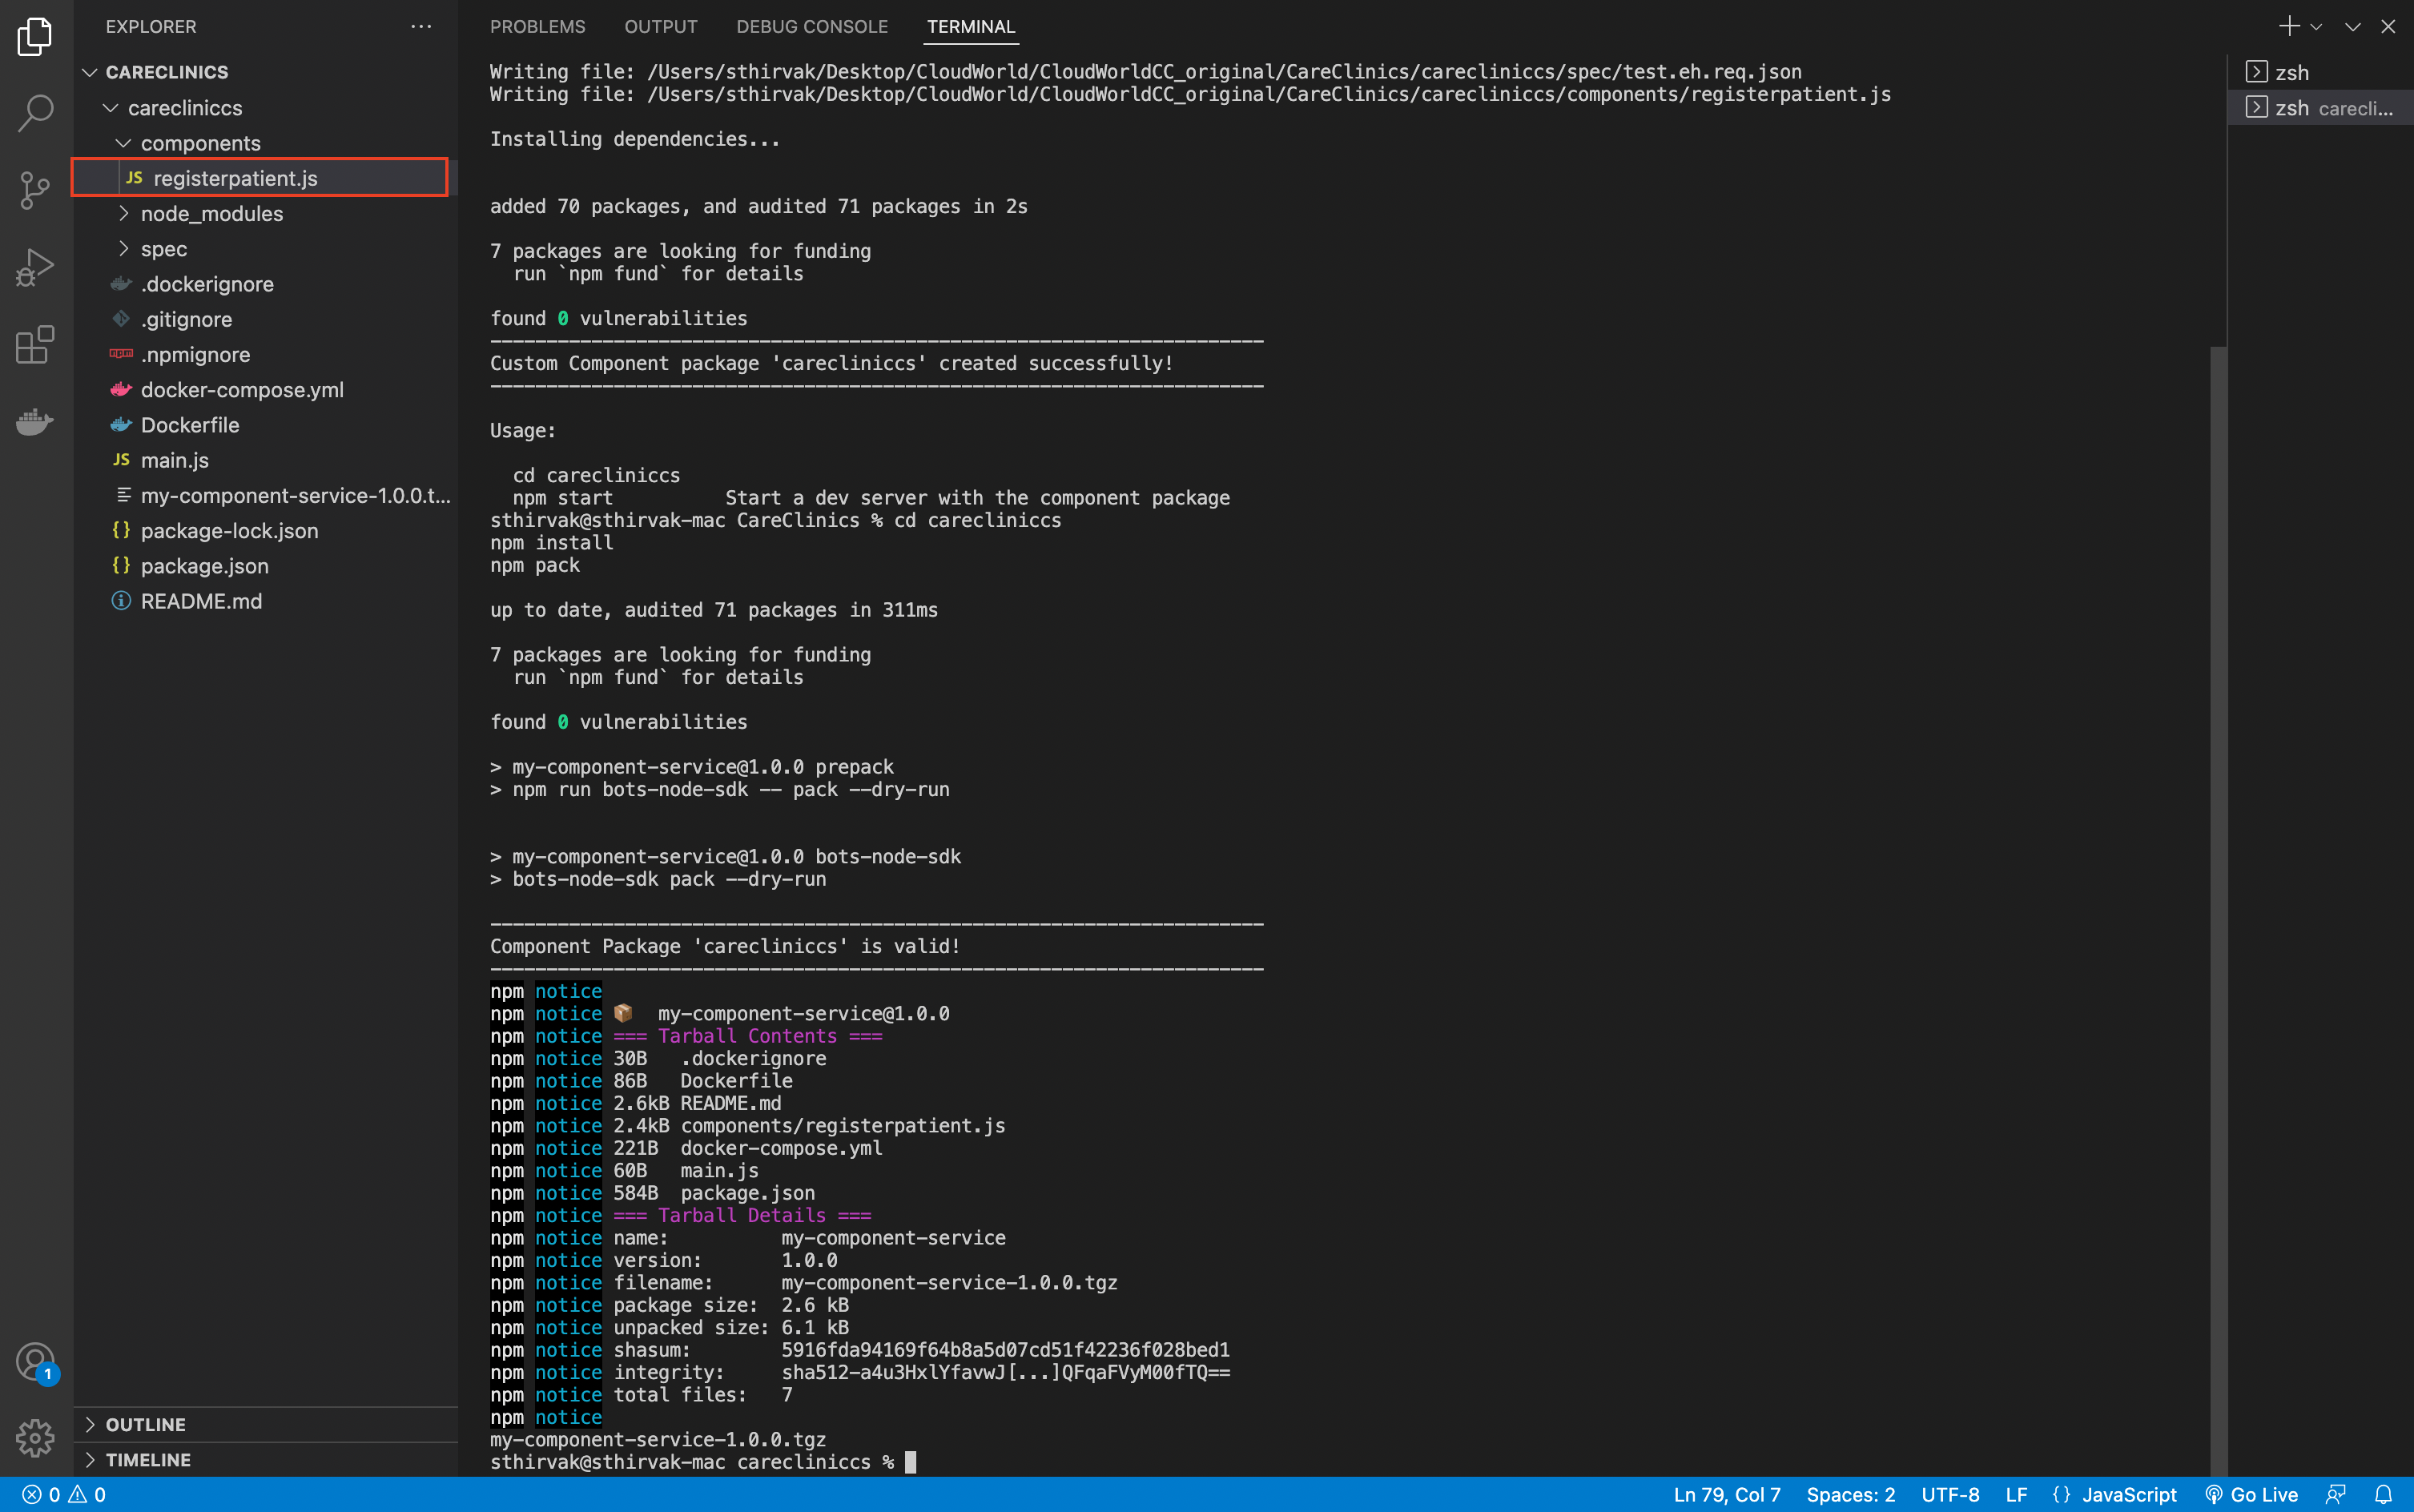 EXPLORER
CARECLINICS
carecliniccs
components
JS registerpatient.js
node_modules
spec
.dockerignore
.gitignore
.npmignore
docker-compose.yml
Dockerfile
JS main.js
my-component-service-1.0.0.t...
{} package-lock.json
{} package.json
README.md
OUTLINE
TIMELINE
1
PROBLEMS OUTPUT DEBUG CONSOLE TERMINAL
Writing file: /Users/sthirvak/Desktop/CloudWorld/CloudWorldCC_original/CareClinics/carecliniccs/spec/test.eh.req.json
Writing file: /Users/sthirvak/Desktop/CloudWorld/CloudWorldCC_original/CareClinics/carecliniccs/components/registerpatient.js
Installing dependencies...
added 70 packages, and audited 71 packages in 2s
7 packages are looking for funding
run `npm fund` for details
found 0 vulnerabilities
---------------------------------------------------------------------
Custom Component package 'carecliniccs' created successfully!
---------------------------------------------------------------------
Usage:
cd carecliniccs
npm start Start a dev server with the component package
sthirvak@sthirvak-mac CareClinics % cd carecliniccs
npm install
npm pack
up to date, audited 71 packages in 311ms
7 packages are looking for funding
run `npm fund` for details
found 0 vulnerabilities
> my-component-service@1.0.0 prepack
> npm run bots-node-sdk -- pack --dry-run
> my-component-service@1.0.0 bots-node-sdk
> bots-node-sdk pack --dry-run
---------------------------------------------------------------------
Component Package 'carecliniccs' is valid!
---------------------------------------------------------------------
npm notice
npm notice 📦 my-component-service@1.0.0
npm notice === Tarball Contents ===
npm notice 30B .dockerignore
npm notice 86B Dockerfile
npm notice 2.6kB README.md
npm notice 2.4kB components/registerpatient.js
npm notice 221B docker-compose.yml
npm notice 60B main.js
npm notice 584B package.json
npm notice === Tarball Details ===
npm notice name: my-component-service
npm notice version: 1.0.0
npm notice filename: my-component-service-1.0.0.tgz
npm notice package size: 2.6 kB
npm notice unpacked size: 6.1 kB
npm notice shasum: 5916fda94169f64b8a5d07cd51f42236f028bed1
npm notice integrity: sha512-a4u3HxlYfavwJ[...]QFqaFVyM00fTQ==
npm notice total files: 7
npm notice
my-component-service-1.0.0.tgz
sthirvak@sthirvak-mac carecliniccs %
zsh
zsh carecli...
0 0
Ln 79, Col 7 Spaces: 2 UTF-8 LF {} JavaScript Go Live